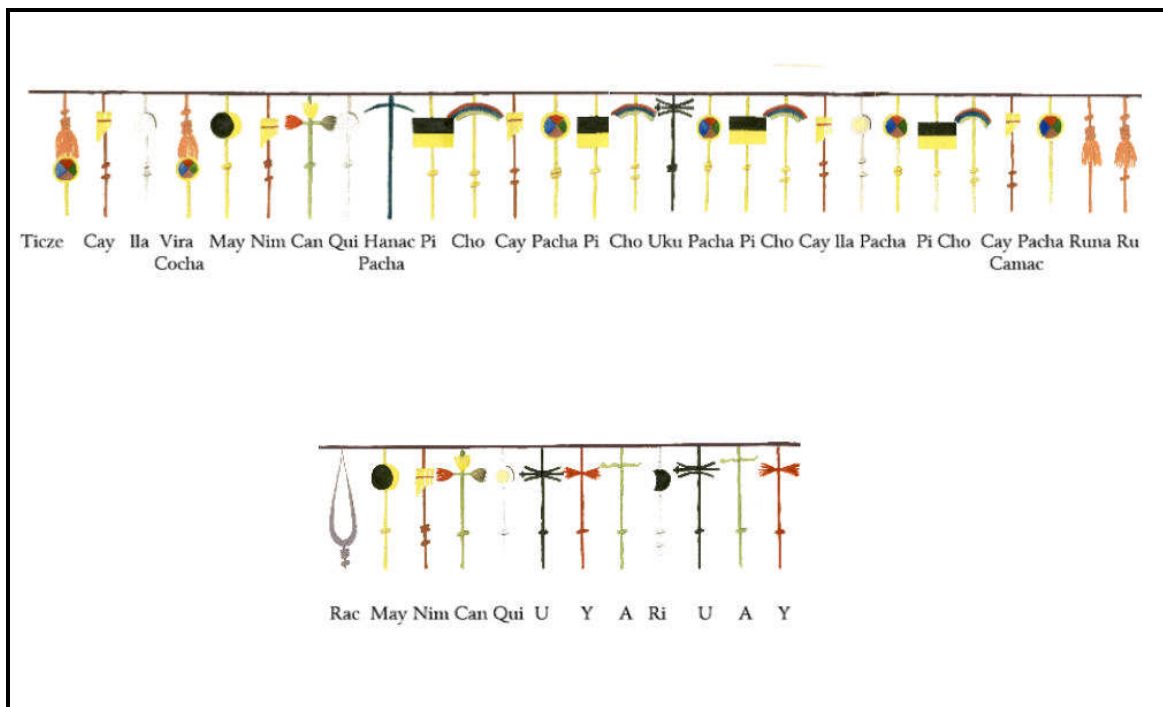 Ticze Cay Ila Vira May Nim Can Qui Hanac Pi Cho Cay Pacha Pi Cho Uku Pacha Pi Cho Cay Ila Pacha Pi Cho Cay Pacha Runa Ru
Cocha Pacha Camac
Rac May Nim Can Qui U Y A Ri U A Y